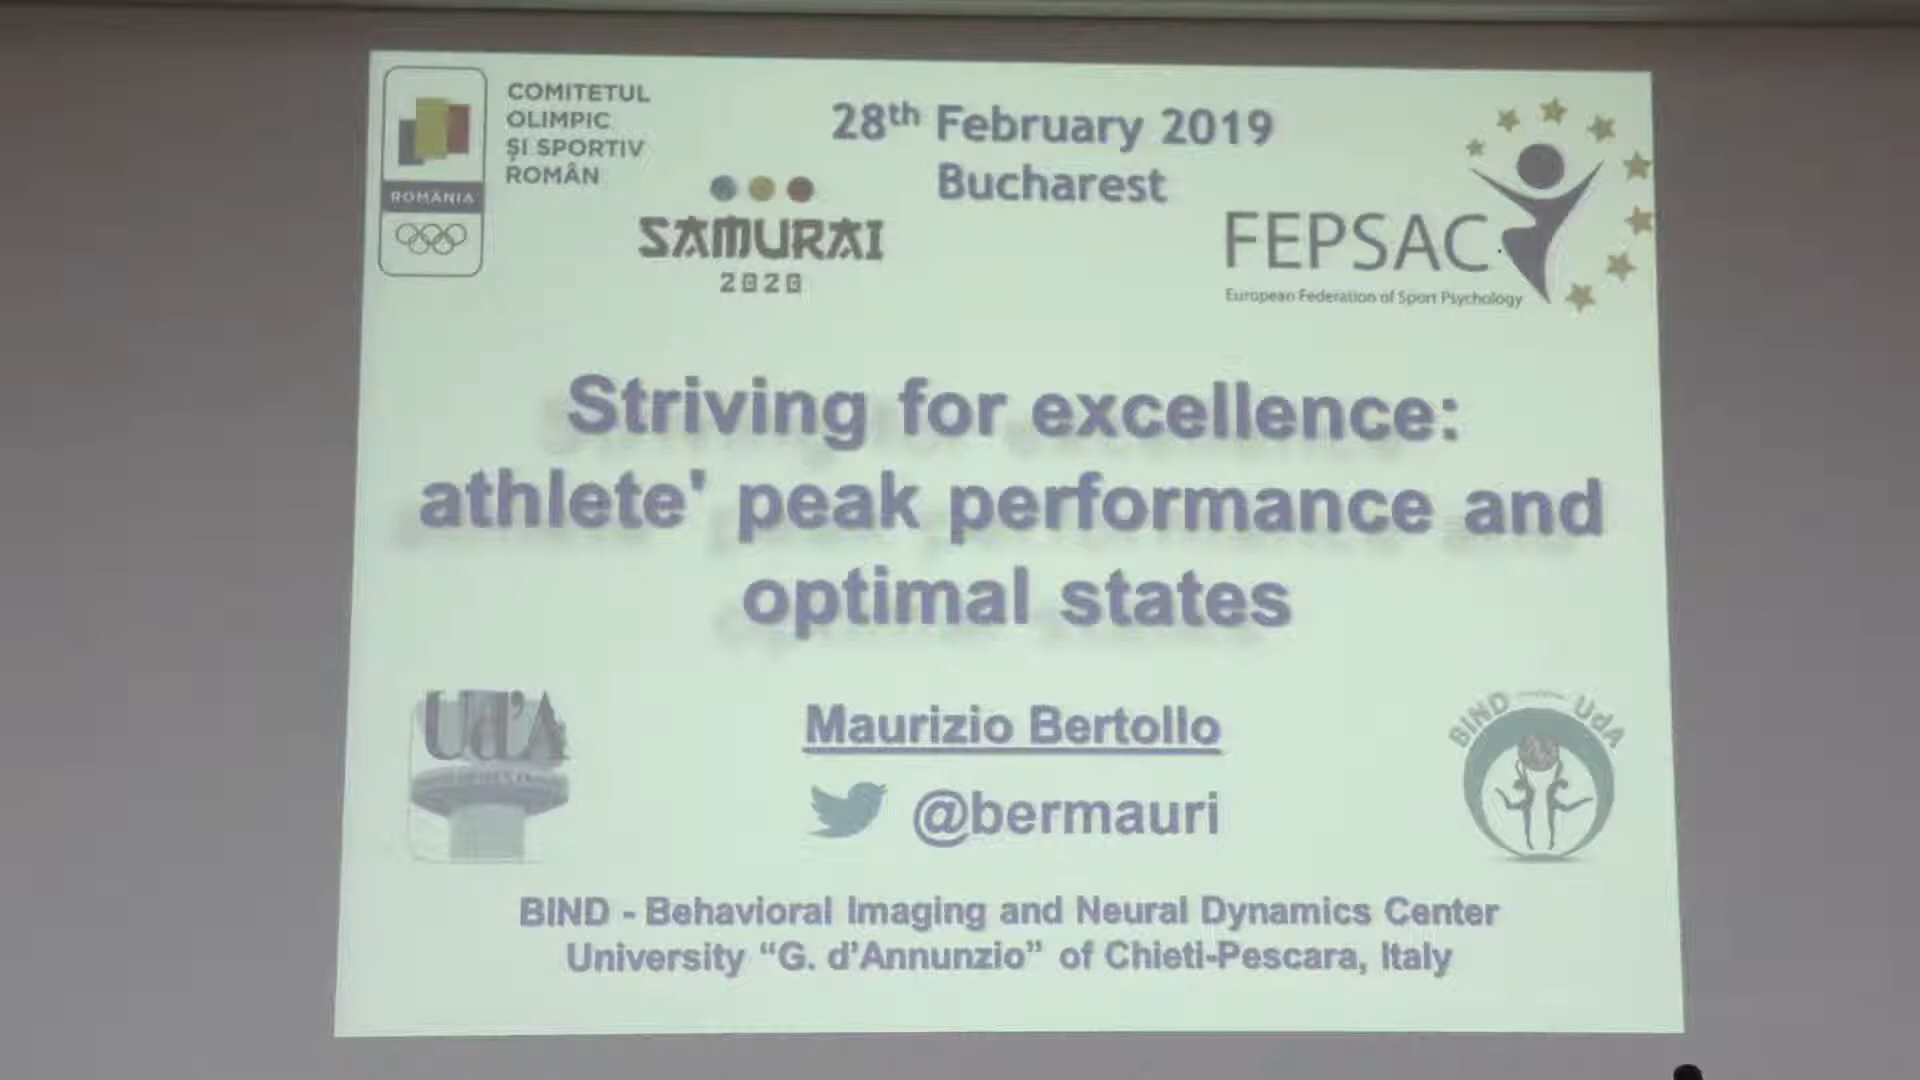 COMITETUL
OLIMPIC
ȘI SPORTIV
ROMÂN
ROMÂNIA
28th February 2019
Bucharest
SAMURAI
2020
FEPSAC
European Federation of Sport Psychology
Striving for excellence:
athlete' peak performance and
optimal states
Ud'A
Maurizio Bertollo
@bermauri
BIND UdA
BIND - Behavioral Imaging and Neural Dynamics Center
University “G. d’Annunzio” of Chieti-Pescara, Italy